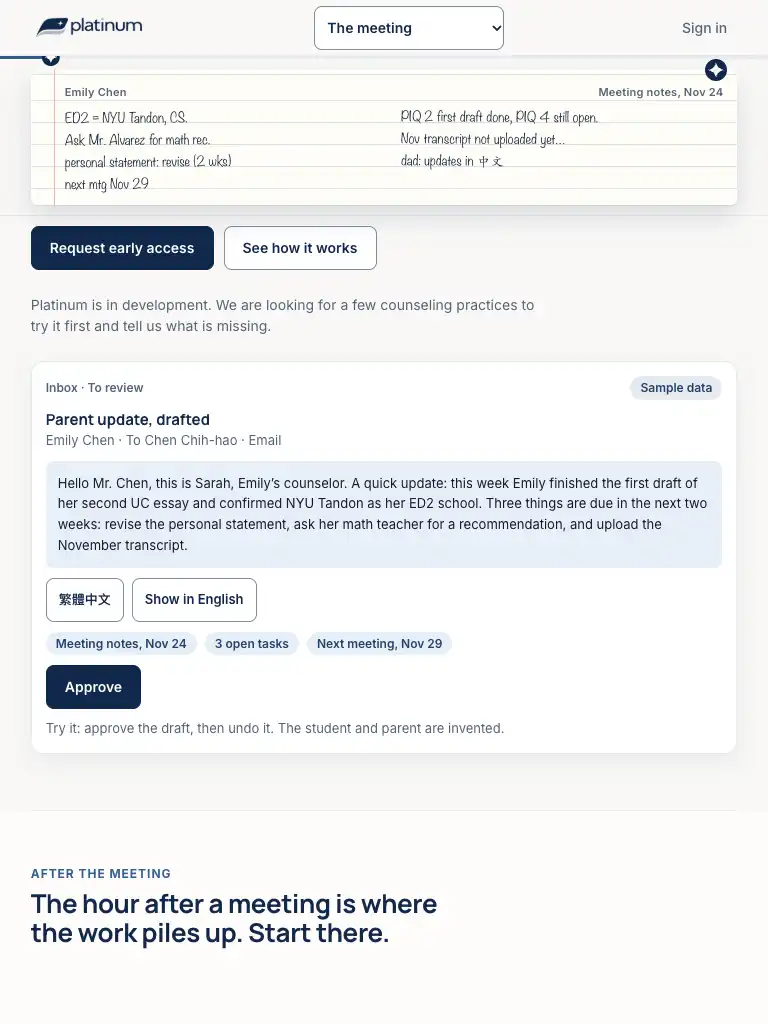 platinum
The meeting
Sign in
Emily Chen
Meeting notes, Nov 24
ED2 = NYU Tandon, CS.
Ask Mr. Alvarez for math rec.
personal statement: revise (2 wks)
next mtg Nov 29
PIQ 2 first draft done, PIQ 4 still open.
Nov transcript not uploaded yet...
dad: updates in 中文
Request early access
See how it works
Platinum is in development. We are looking for a few counseling practices to
try it first and tell us what is missing.
Inbox · To review
Sample data
Parent update, drafted
Emily Chen · To Chen Chih-hao · Email
Hello Mr. Chen, this is Sarah, Emily’s counselor. A quick update: this week Emily finished the first draft of
her second UC essay and confirmed NYU Tandon as her ED2 school. Three things are due in the next two
weeks: revise the personal statement, ask her math teacher for a recommendation, and upload the
November transcript.
繁體中文
Show in English
Meeting notes, Nov 24
3 open tasks
Next meeting, Nov 29
Approve
Try it: approve the draft, then undo it. The student and parent are invented.
AFTER THE MEETING
The hour after a meeting is where
the work piles up. Start there.